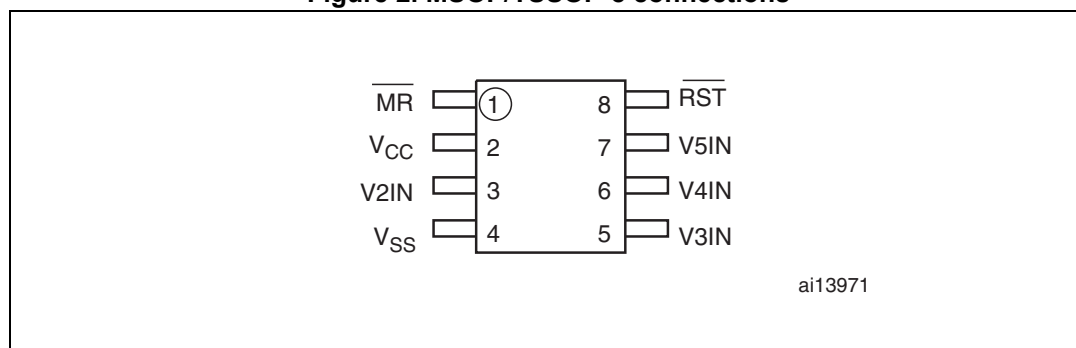 MR 1 8 RST
VCC 2 7 V5IN
V2IN 3 6 V4IN
VSS 4 5 V3IN
ai13971